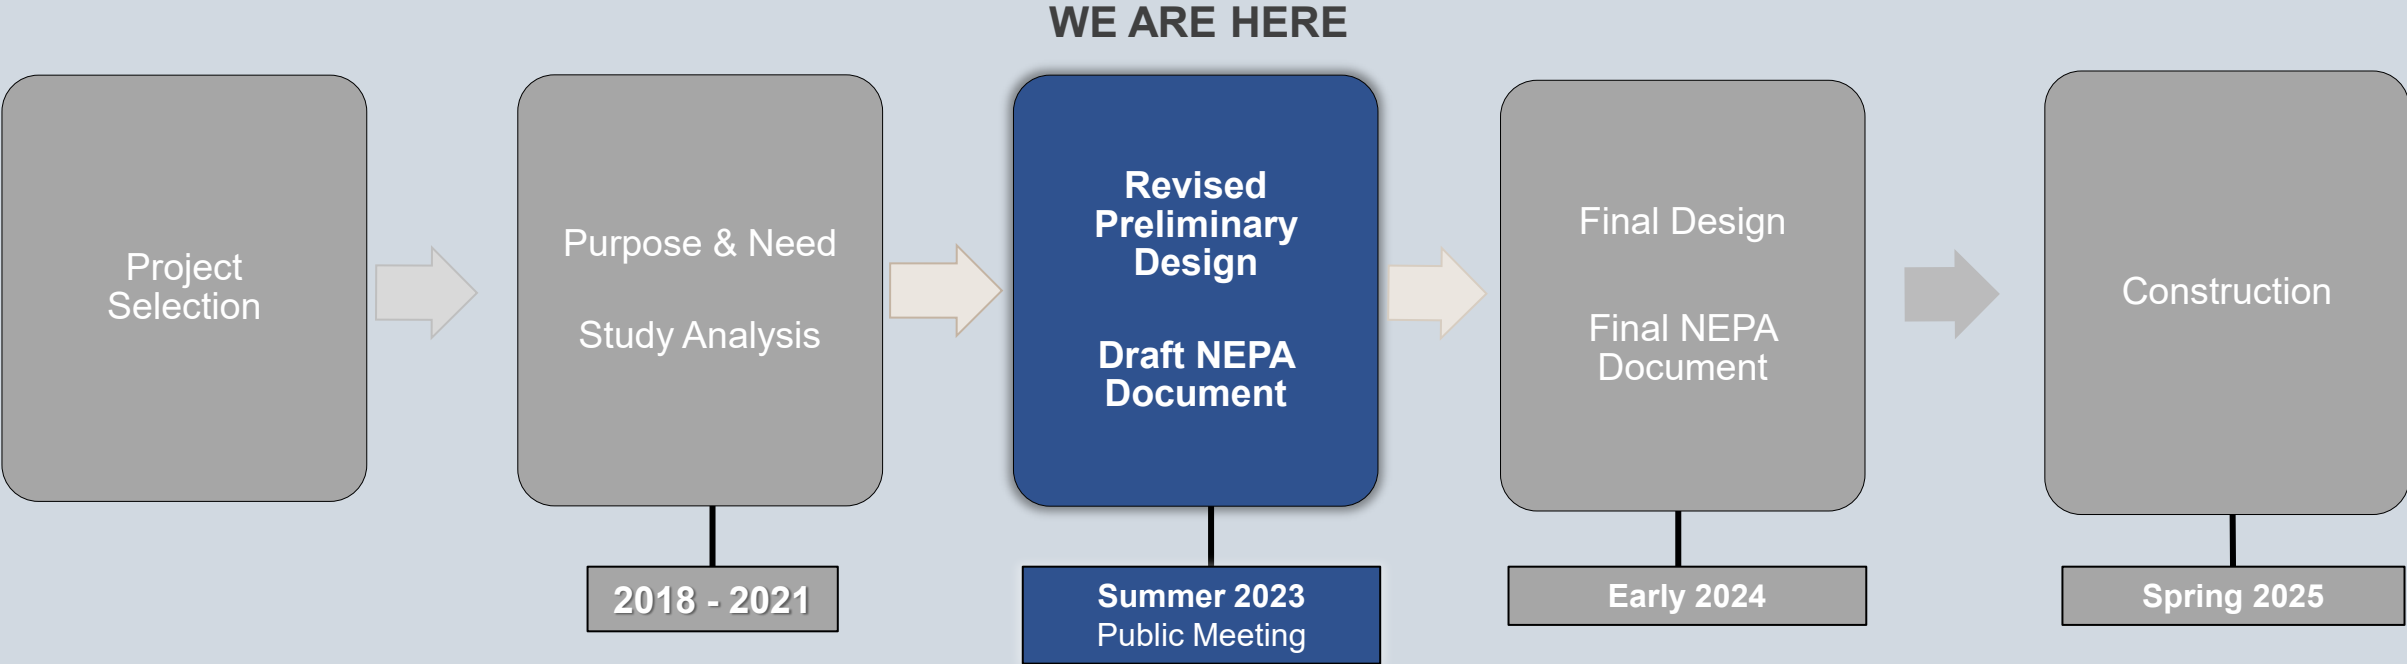 WE ARE HERE
Project
Selection
Purpose & Need
Study Analysis
Revised
Preliminary
Design
Draft NEPA
Document
Final Design
Final NEPA
Document
Construction
2018 - 2021
Summer 2023
Public Meeting
Early 2024
Spring 2025